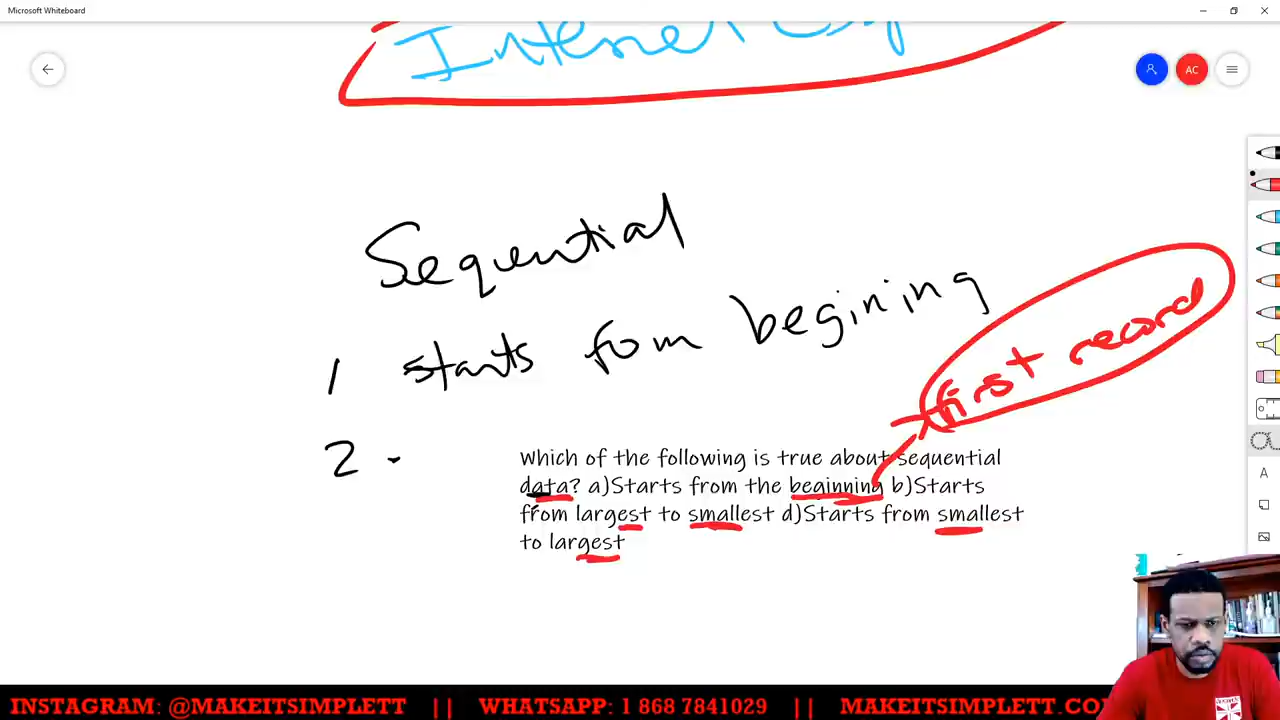 Microsoft Whiteboard
AC
Sequential
1 starts fom begining
first record
2 -
Which of the following is true about sequential
data? a)Starts from the beginning b)Starts
from largest to smallest d)Starts from smallest
to largest
A
INSTAGRAM: @MAKEITSIMPLETT || WHATSAPP: 1 868 7841029 || MAKEITSIMPLETT.CO